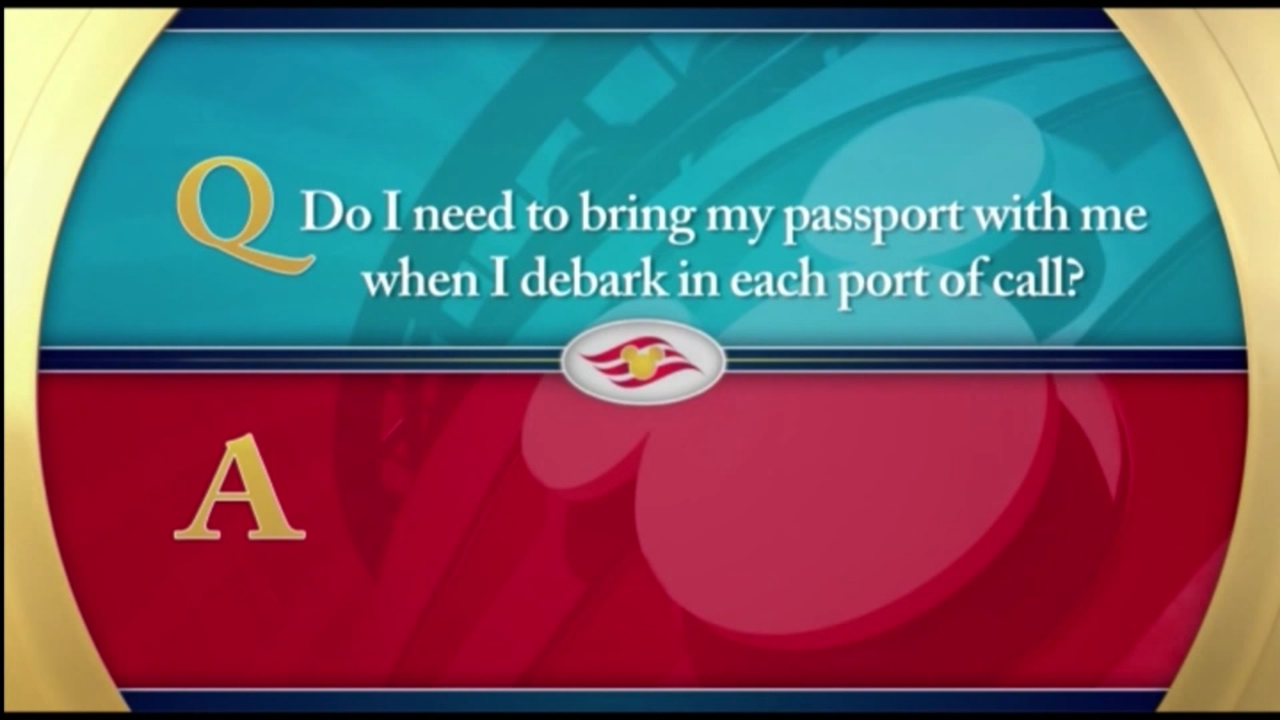 Q Do I need to bring my passport with me
when I debark in each port of call?
A